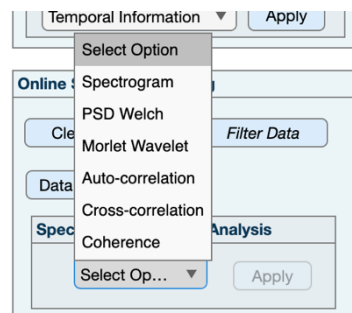 Temporal Information ▼ Apply
Select Option
Online
Spectrogram
PSD Welch
Cle Filter Data
Morlet Wavelet
Auto-correlation
Data
Cross-correlation
Spec Analysis
Coherence
Select Op... ▼ Apply